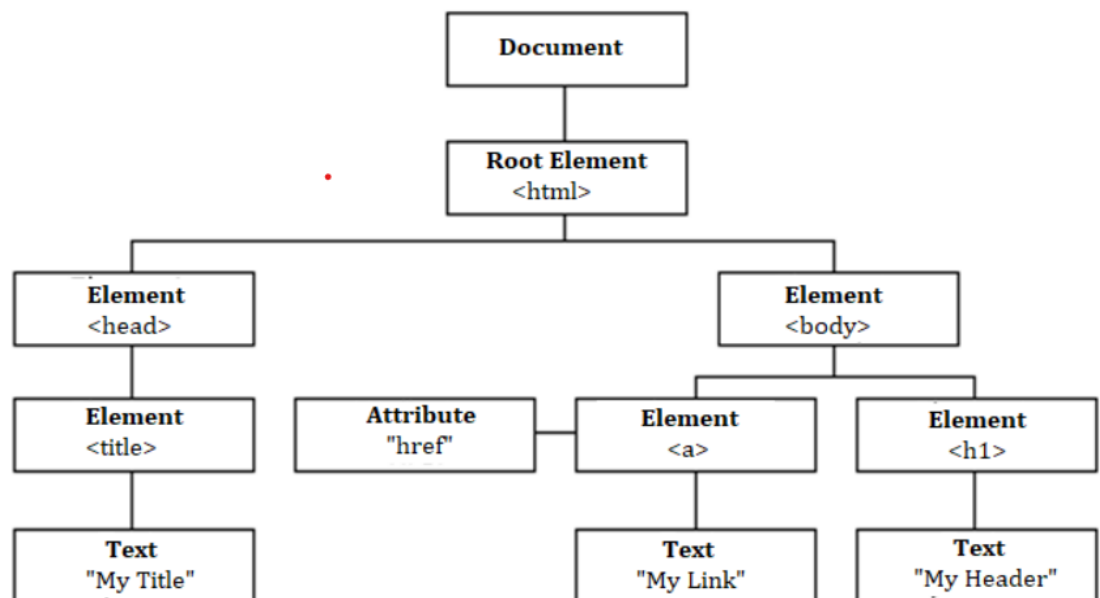 Document
Root Element
<html>
Element
<head>
Element
<body>
Element
<title>
Attribute
"href"
Element
<a>
Element
<h1>
Text
"My Title"
Text
"My Link"
Text
"My Header"